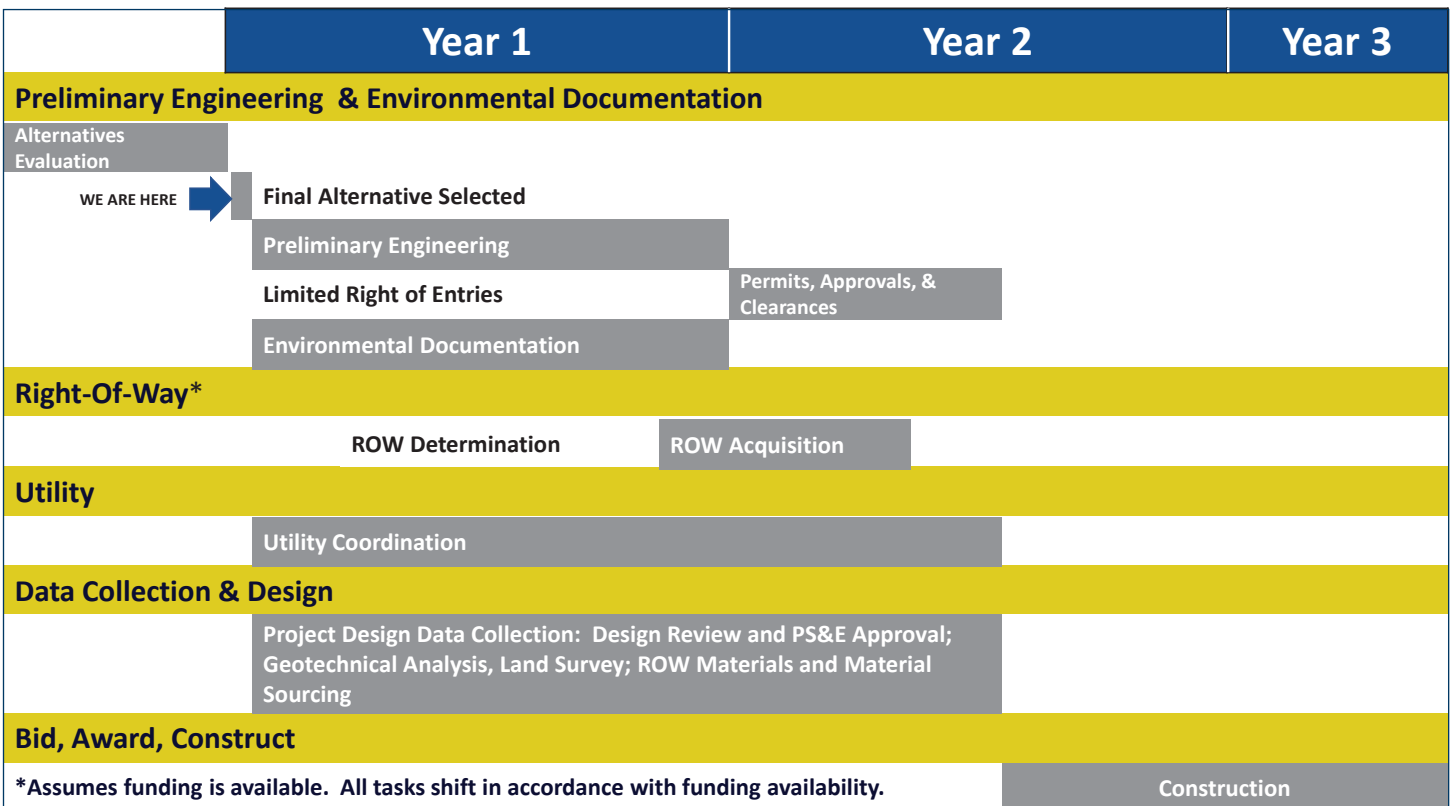 Year 1
Year 2
Year 3
Preliminary Engineering & Environmental Documentation
Alternatives
Evaluation
WE ARE HERE
Final Alternative Selected
Preliminary Engineering
Limited Right of Entries
Permits, Approvals, &
Clearances
Environmental Documentation
Right-Of-Way*
ROW Determination
ROW Acquisition
Utility
Utility Coordination
Data Collection & Design
Project Design Data Collection: Design Review and PS&E Approval;
Geotechnical Analysis, Land Survey; ROW Materials and Material
Sourcing
Bid, Award, Construct
*Assumes funding is available. All tasks shift in accordance with funding availability.
Construction